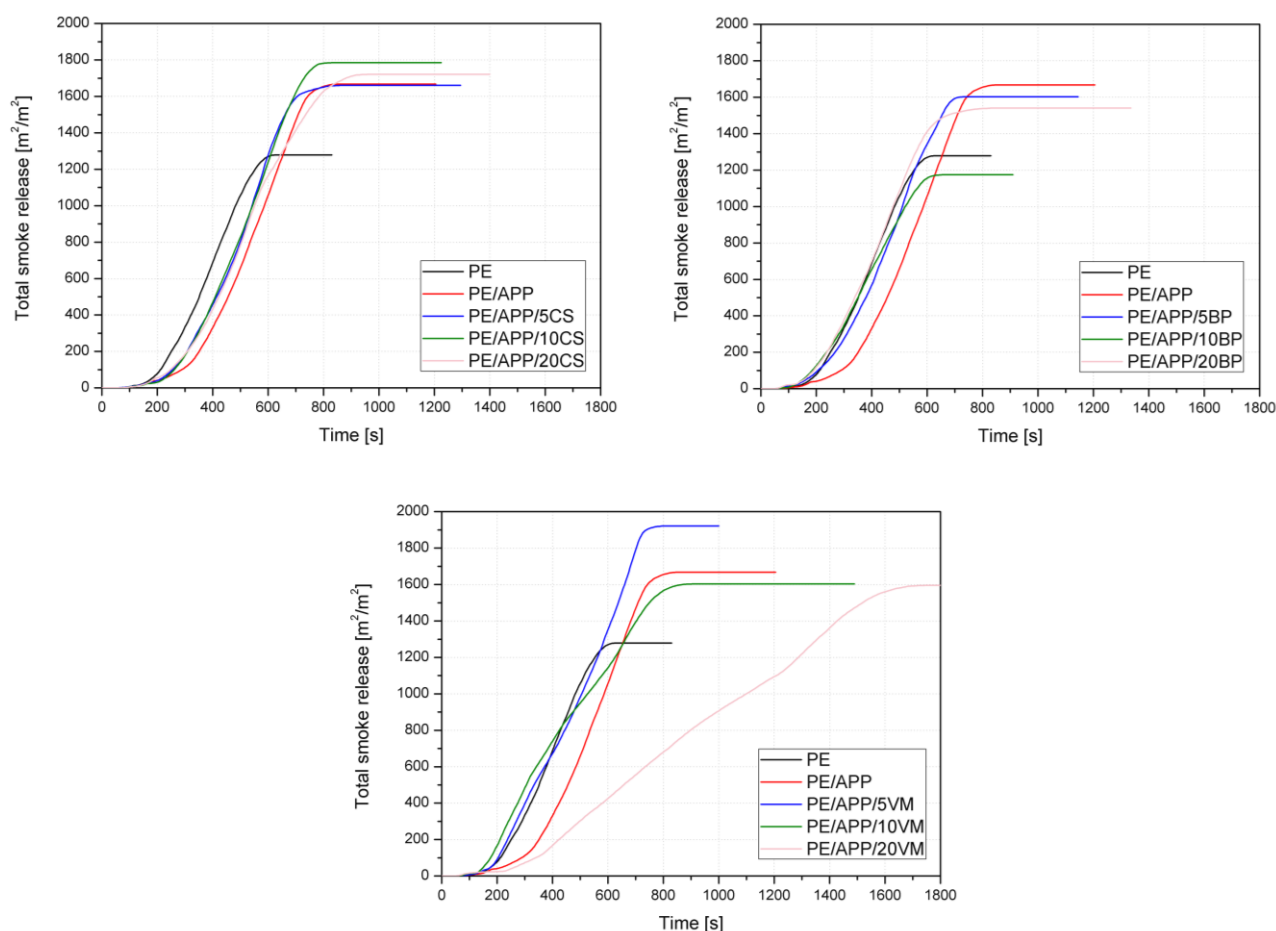 2000
1800
1600
1400
1200
1000
800
600
400
200
0
Total smoke release [m²/m²]
PE
PE/APP
PE/APP/5CS
PE/APP/10CS
PE/APP/20CS
0 200 400 600 800 1000 1200 1400 1600 1800
Time [s]
2000
1800
1600
1400
1200
1000
800
600
400
200
0
Total smoke release [m²/m²]
PE
PE/APP
PE/APP/5BP
PE/APP/10BP
PE/APP/20BP
0 200 400 600 800 1000 1200 1400 1600 1800
Time [s]
2000
1800
1600
1400
1200
1000
800
600
400
200
0
Total smoke release [m²/m²]
PE
PE/APP
PE/APP/5VM
PE/APP/10VM
PE/APP/20VM
0 200 400 600 800 1000 1200 1400 1600 1800
Time [s]